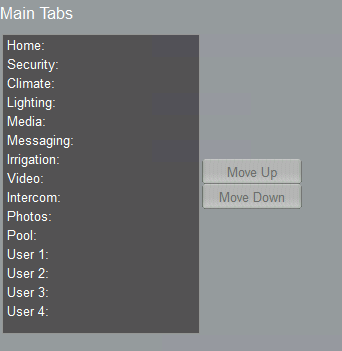 Main Tabs
Home:
Security:
Climate:
Lighting:
Media:
Messaging:
Irrigation:
Video:
Intercom:
Photos:
Pool:
User 1:
User 2:
User 3:
User 4:
Move Up
Move Down